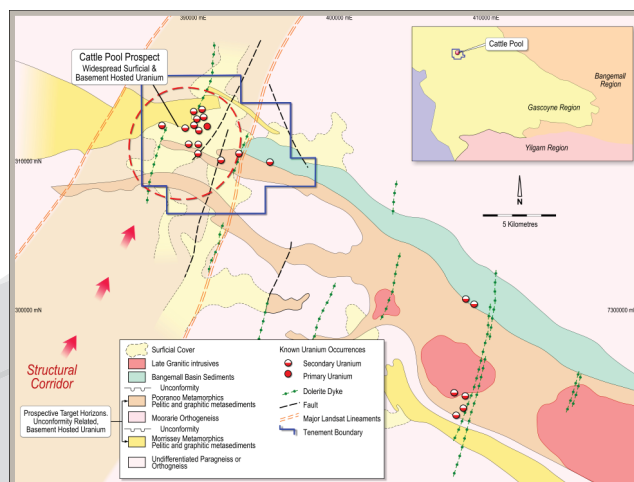 390000 mE
400000 mE
410000 mE
Cattle Pool Prospect
Widespread Surficial &
Basement Hosted Uranium
Cattle Pool
Bangemall
Region
Gascoyne Region
Yilgarn Region
310000 mN
N
5 Kilometres
300000 mN
7300000 mN
Structural
Corridor
Surficial Cover
Late Granitic intrusives
Bangemall Basin Sediments
Unconformity
Pooranoo Metamorphics
Pelitic and graphitic metasediments
Moorarie Orthogneiss
Unconformity
Morrissey Metamorphics
Pelitic and graphitic metasediments
Undifferentiated Paragneiss or
Orthogneiss
Known Uranium Occurrences
Secondary Uranium
Primary Uranium
Dolerite Dyke
Fault
Major Landsat Lineaments
Tenement Boundary
Prospective Target Horizons.
Unconformity Related,
Basement Hosted Uranium